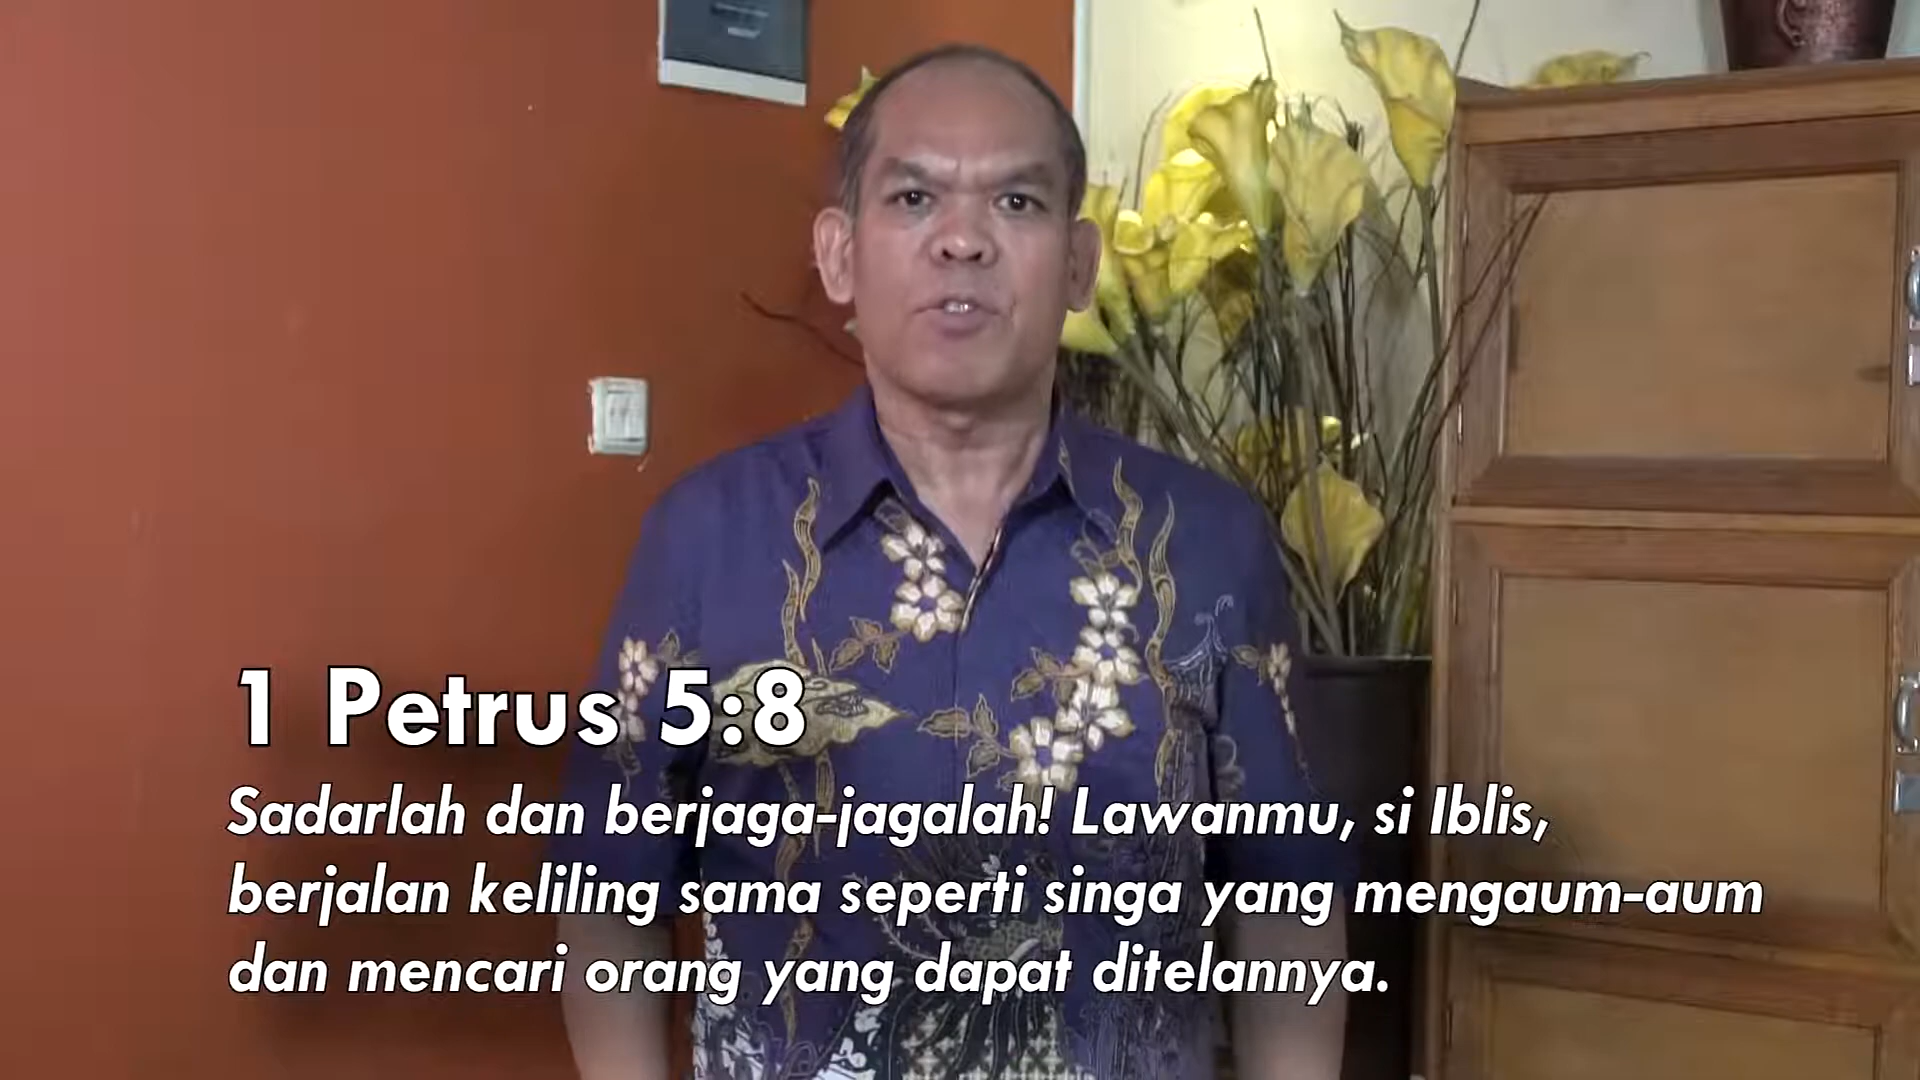 1 Petrus 5:8
Sadarlah dan berjaga-jagalah! Lawanmu, si Iblis,
berjalan keliling sama seperti singa yang mengaum-aum
dan mencari orang yang dapat ditelannya.